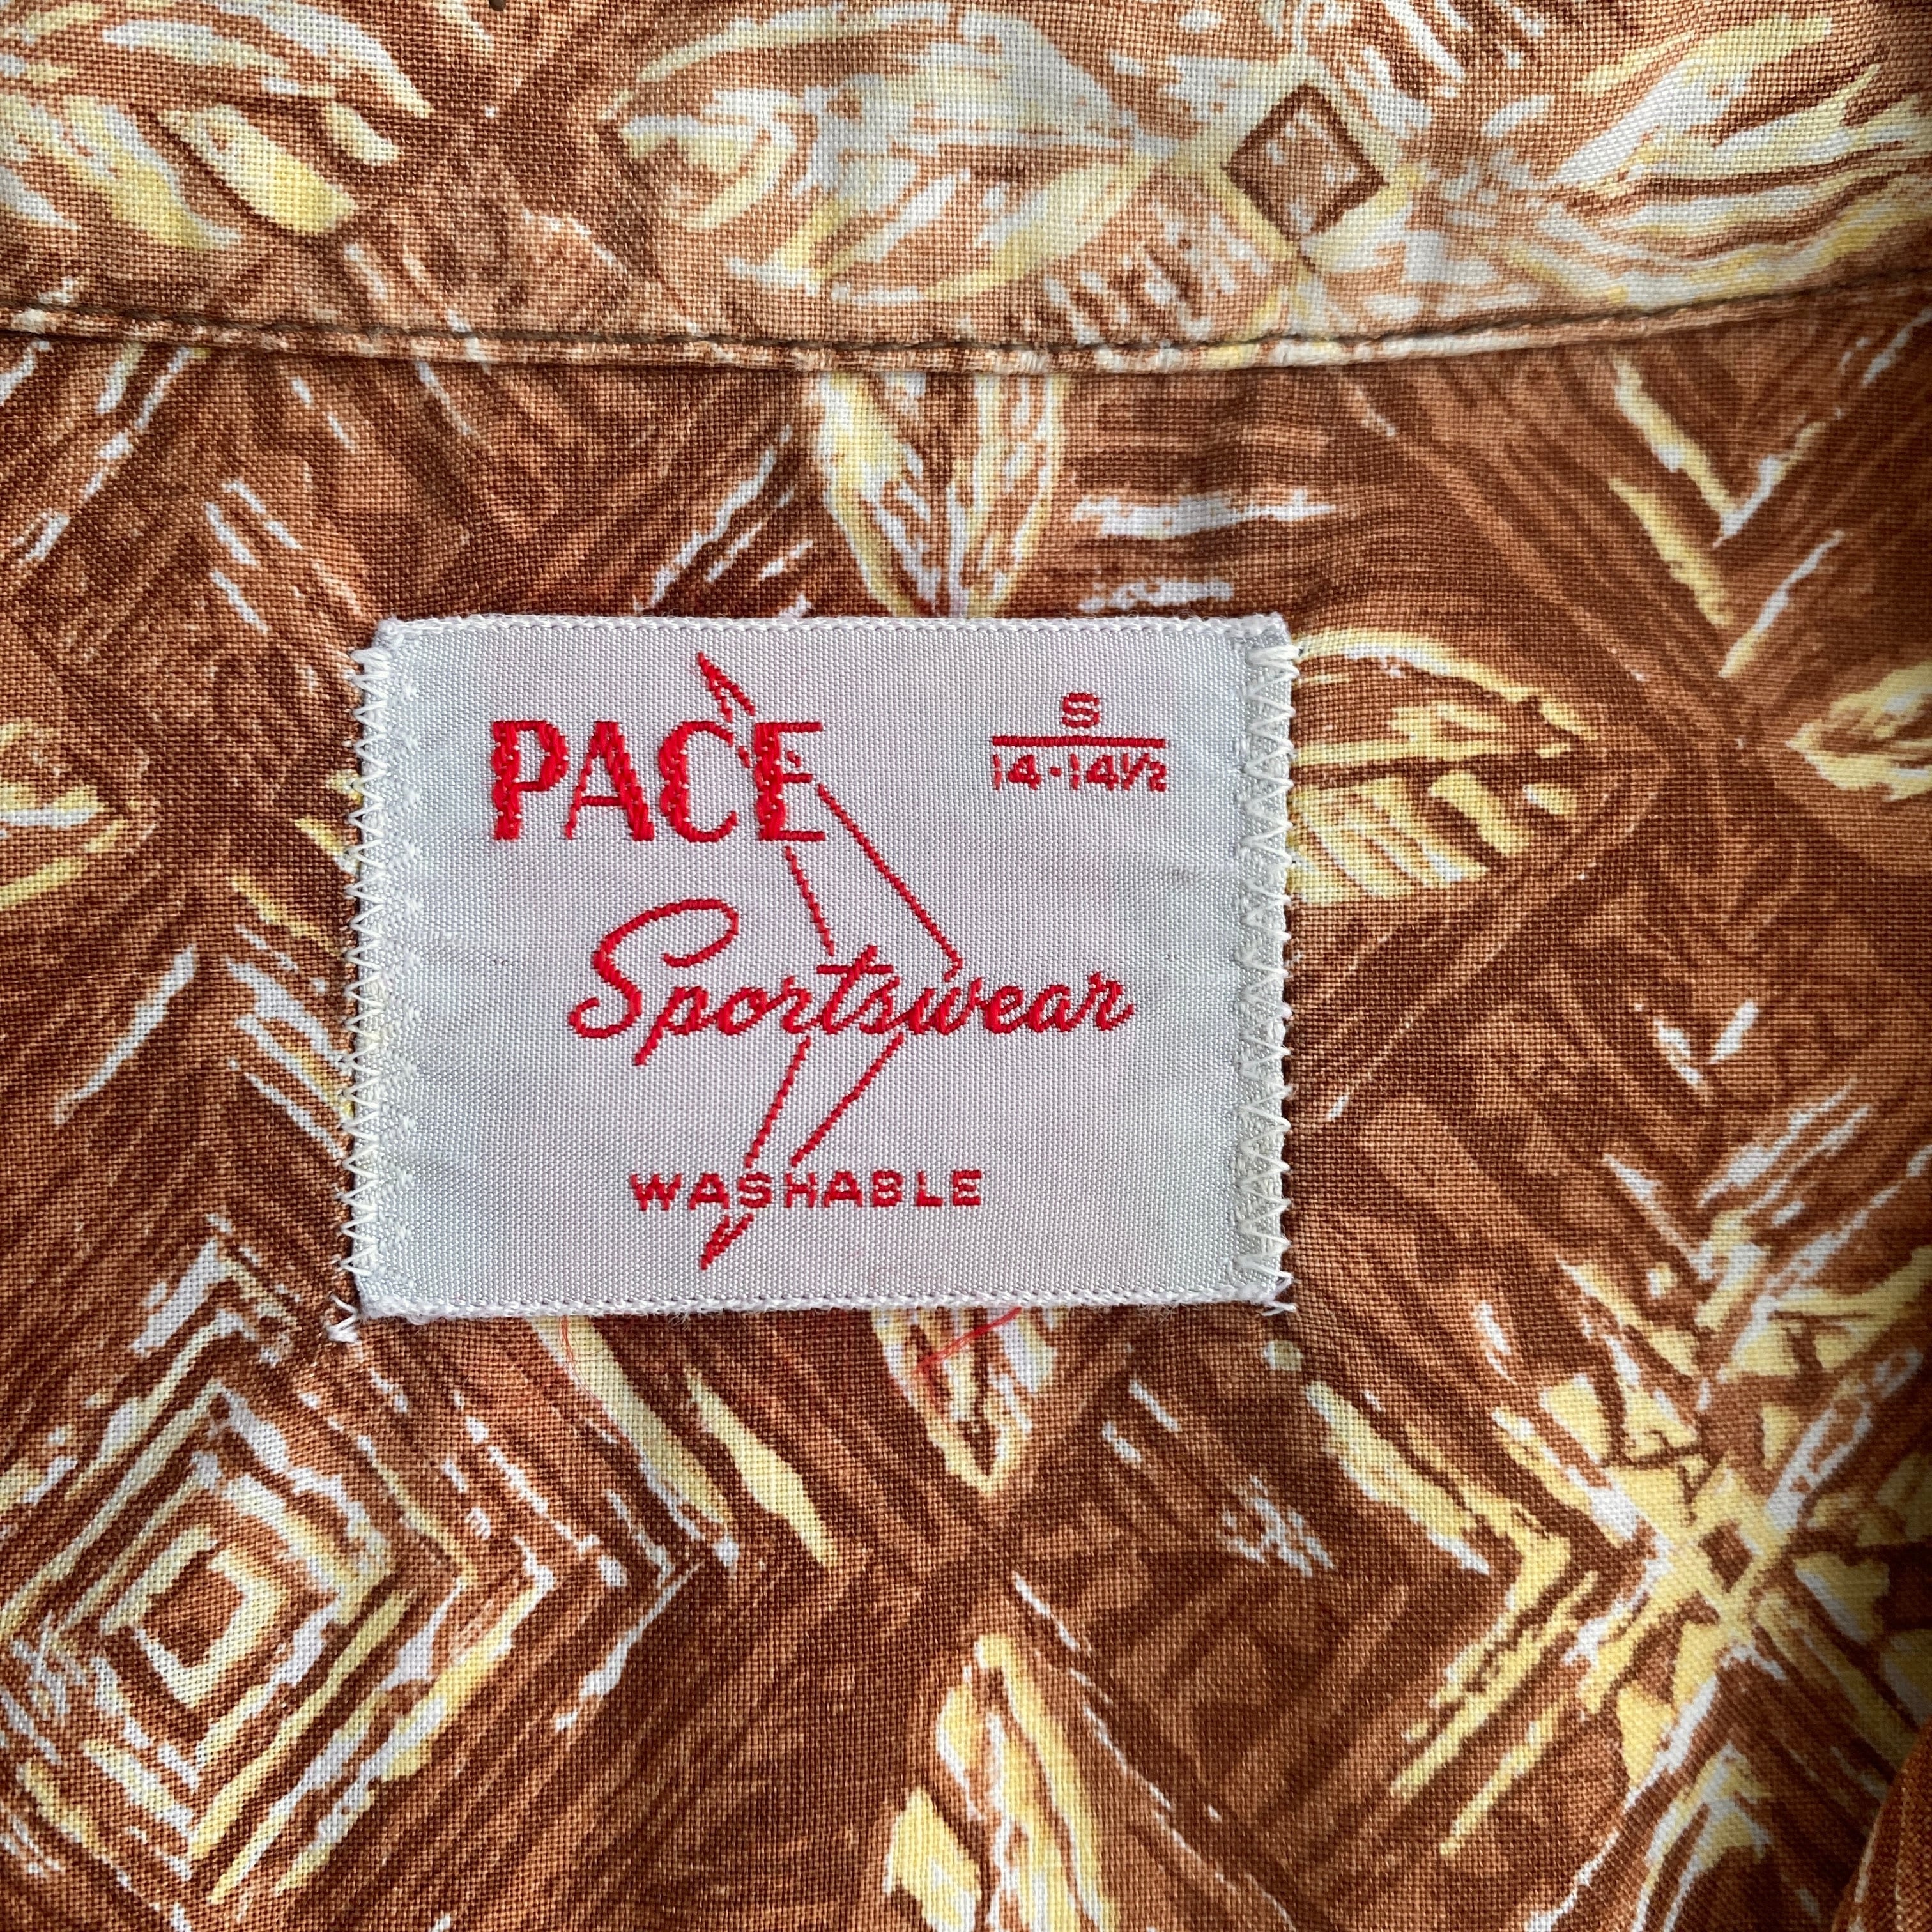 PACE
S
14-14½
Sportswear
WASHABLE